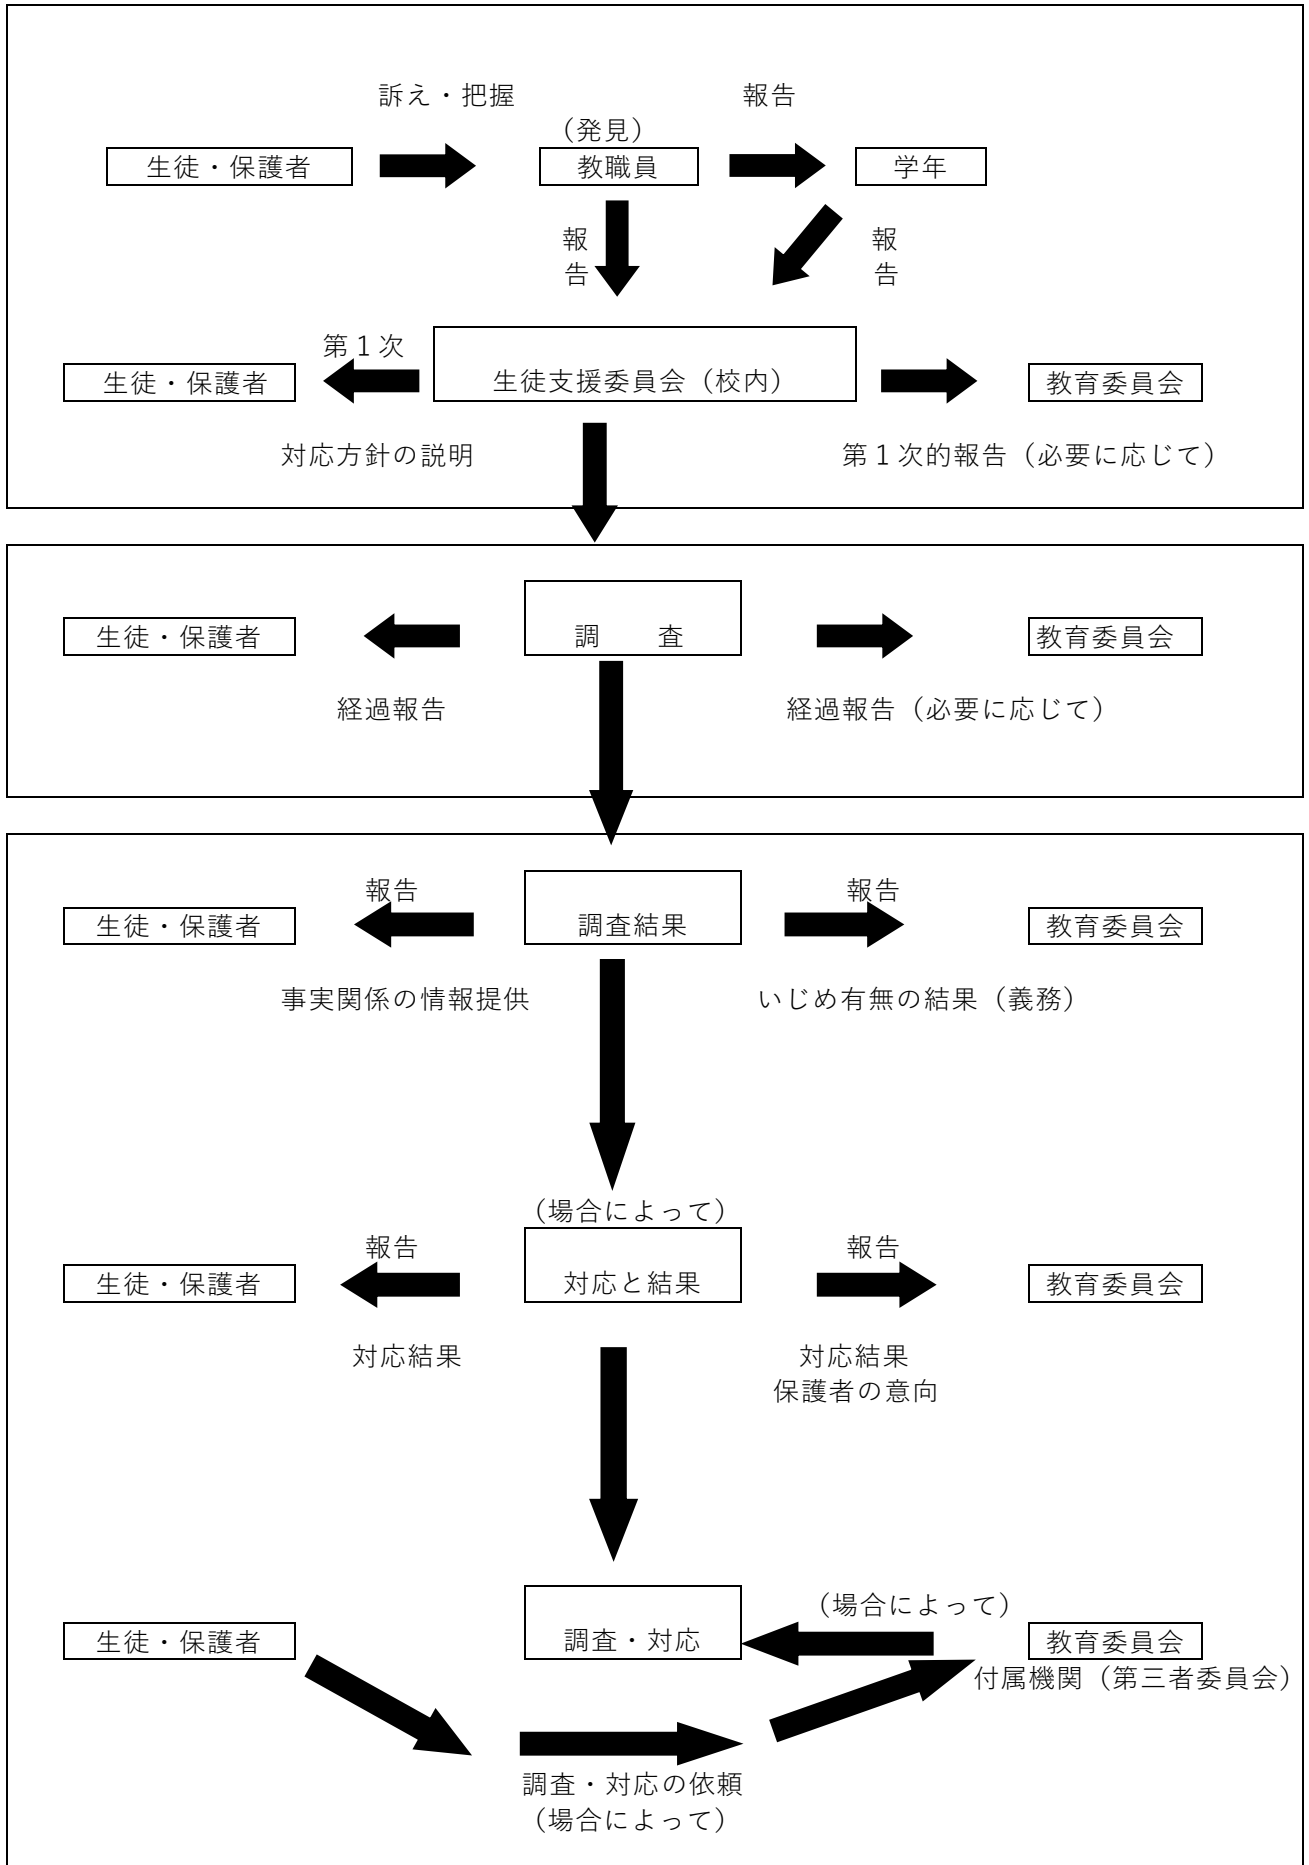 訴え・把握
報告
（発見）
生徒・保護者
教職員
学年
報
告
報
告
第１次
生徒・保護者
生徒支援委員会（校内）
教育委員会
対応方針の説明
第１次的報告（必要に応じて）
生徒・保護者
調　　査
教育委員会
経過報告
経過報告（必要に応じて）
報告
報告
生徒・保護者
調査結果
教育委員会
事実関係の情報提供
いじめ有無の結果（義務）
（場合によって）
報告
報告
生徒・保護者
対応と結果
教育委員会
対応結果
対応結果
保護者の意向
（場合によって）
生徒・保護者
調査・対応
教育委員会
付属機関（第三者委員会）
調査・対応の依頼
（場合によって）